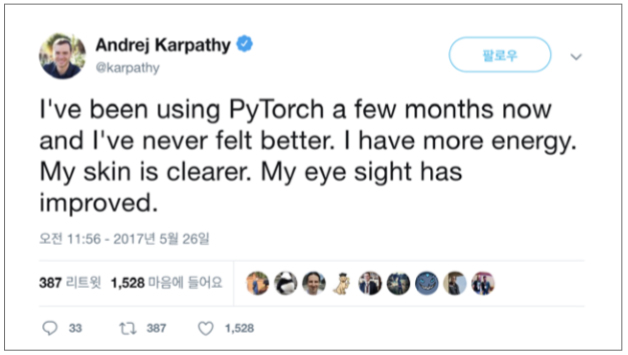 Andrej Karpathy
@karpathy
팔로우
I've been using PyTorch a few months now
and I've never felt better. I have more energy.
My skin is clearer. My eye sight has
improved.
오전 11:56 - 2017년 5월 26일
387 리트윗 1,528 마음에 들어요
33 387 1,528